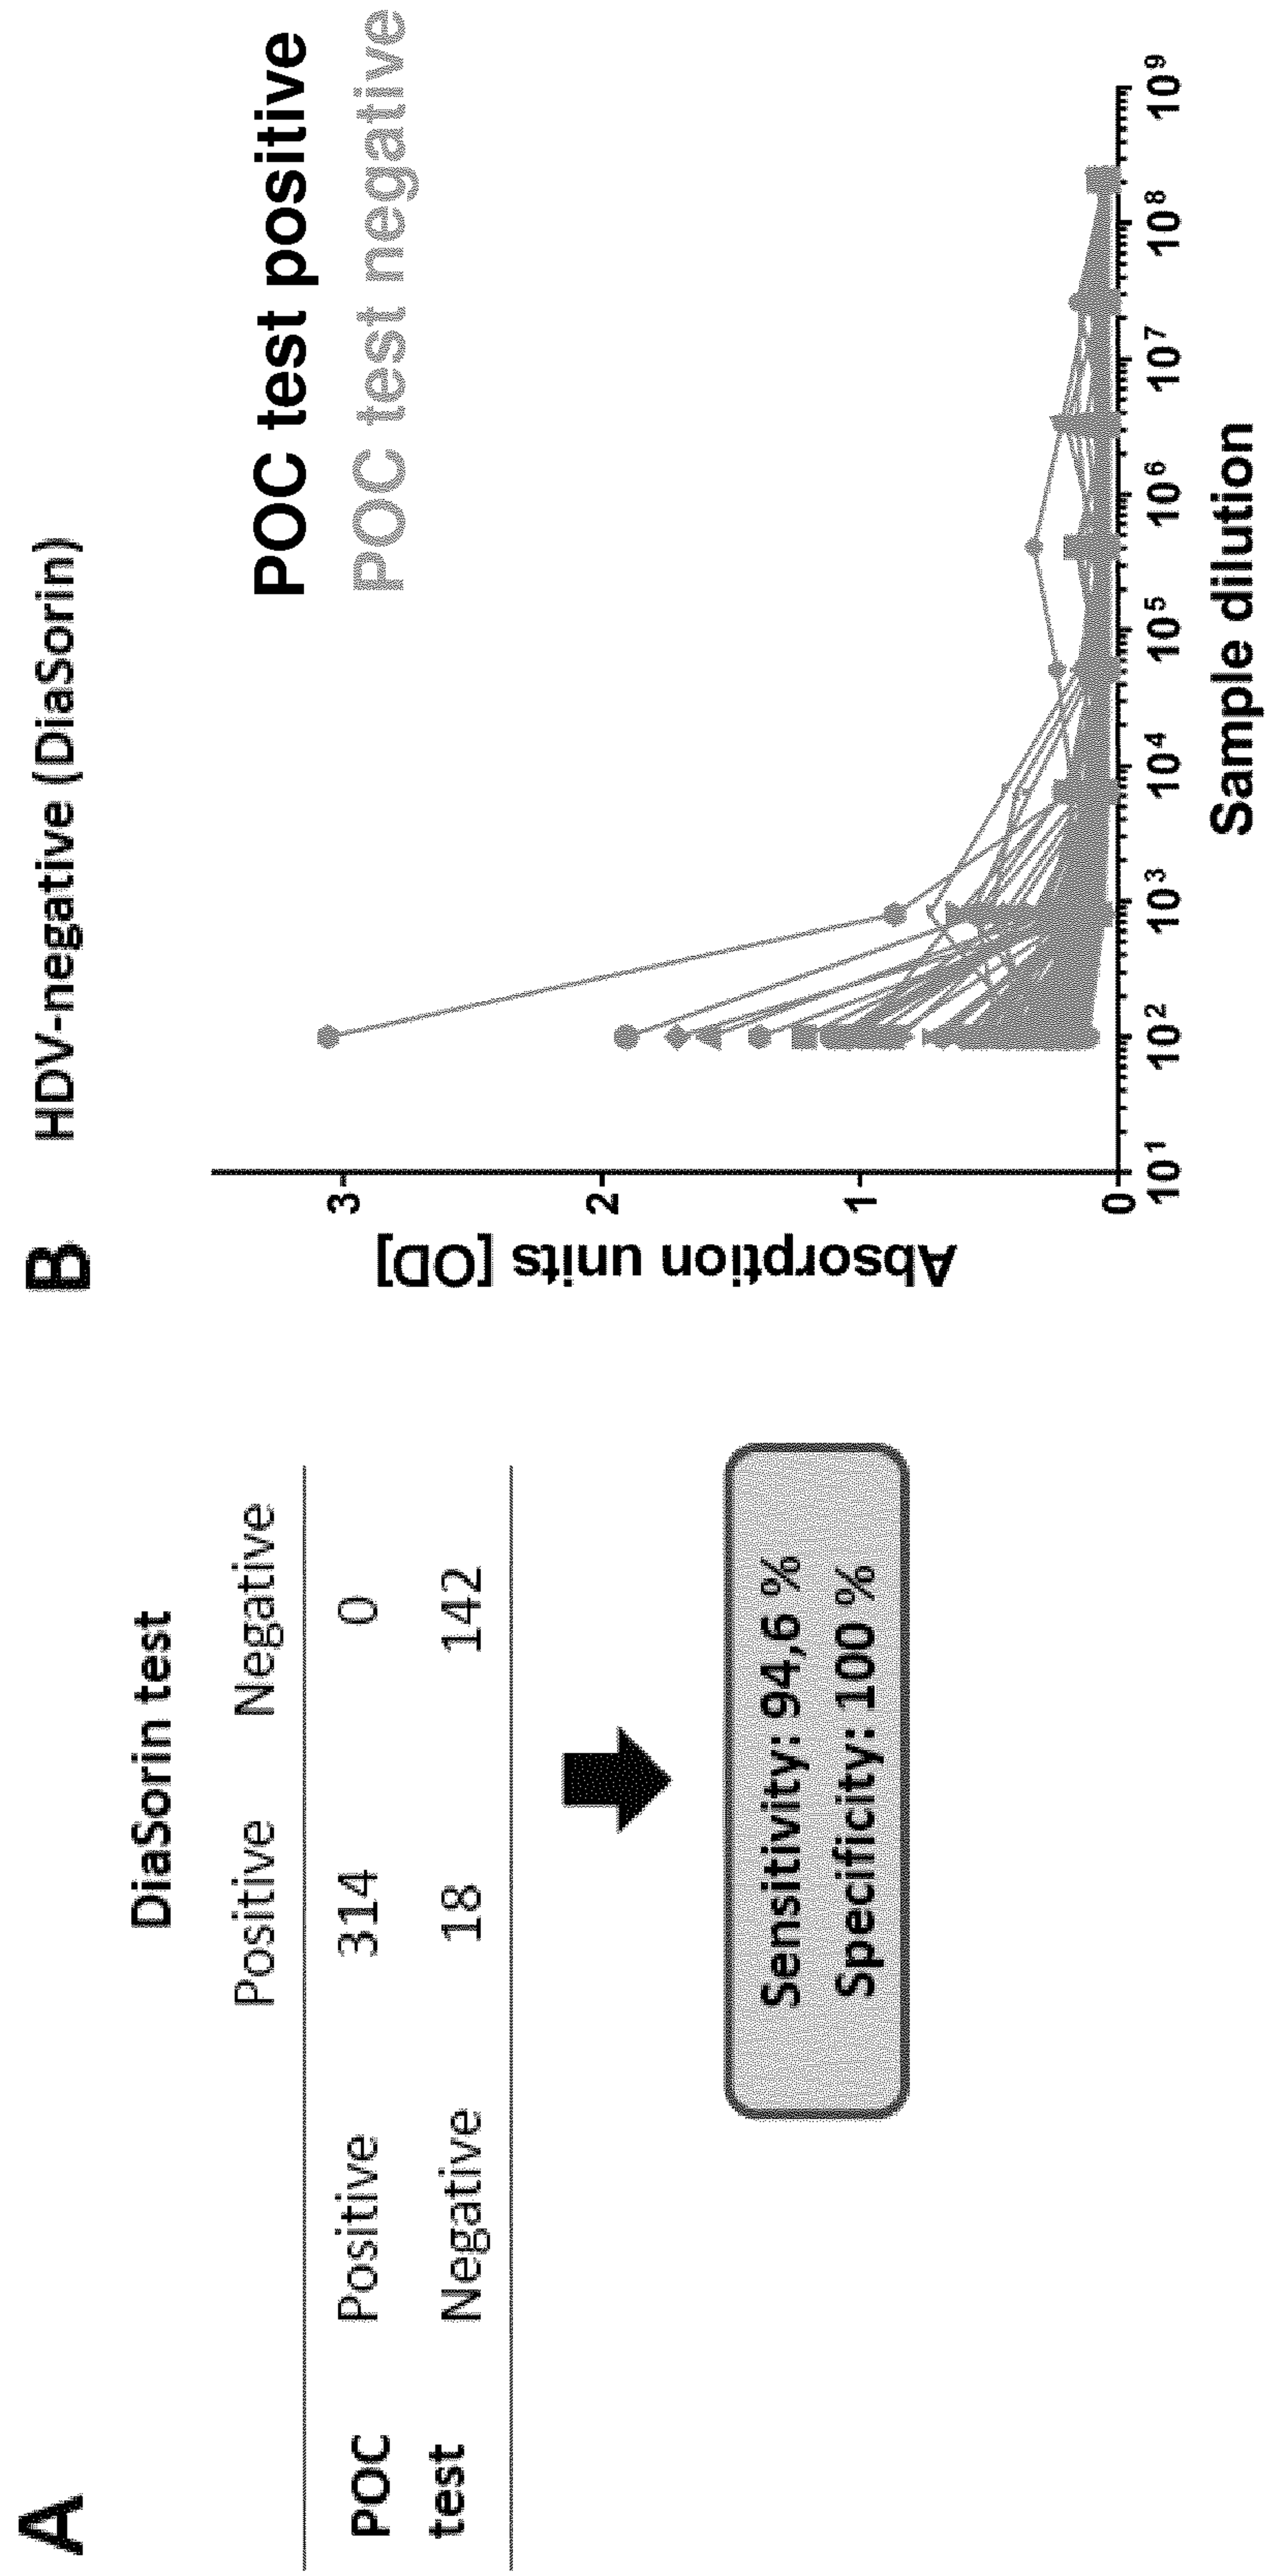 A
DiaSorin test
Positive Negative
POC Positive 314 0
test Negative 18 142
Sensitivity: 94,6 %
Specificity: 100 %
B HDV-negative (DiaSorin)
POC test positive
POC test negative
Absorption units [OD]
3
2
1
0
10¹ 10² 10³ 10⁴ 10⁵ 10⁶ 10⁷ 10⁸ 10⁹
Sample dilution